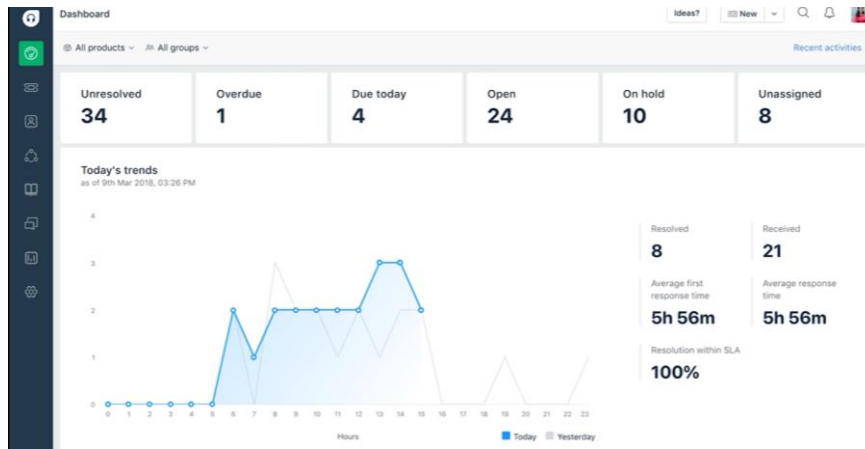 Dashboard
Ideas?
New
All products
All groups
Recent activities
Unresolved
34
Overdue
1
Due today
4
Open
24
On hold
10
Unassigned
8
Today's trends
as of 9th Mar 2018, 03:26 PM
4
3
2
1
0
0 1 2 3 4 5 6 7 8 9 10 11 12 13 14 15 16 17 18 19 20 21 22 23
Hours
Today
Yesterday
Resolved
8
Received
21
Average first
response time
5h 56m
Average response
time
5h 56m
Resolution within SLA
100%